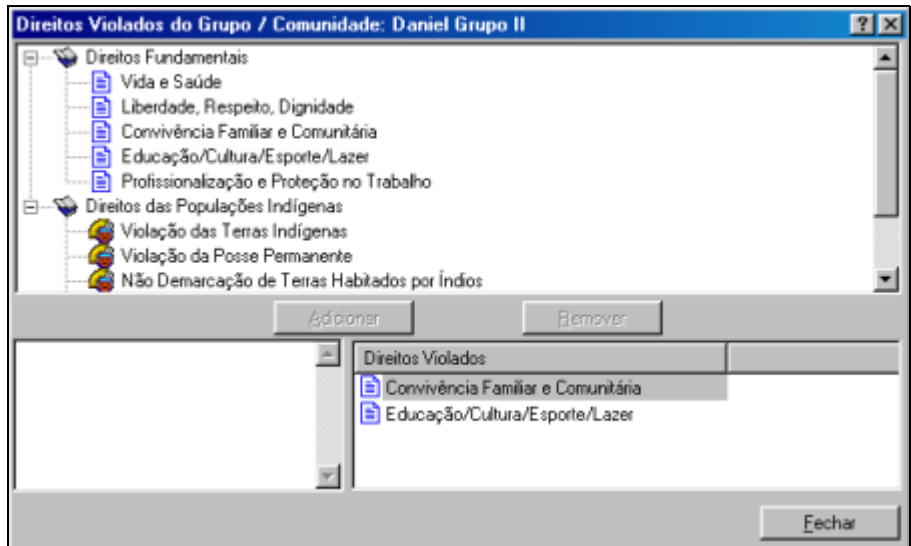 Direitos Violados do Grupo / Comunidade: Daniel Grupo II
Direitos Fundamentais
Vida e Saúde
Liberdade, Respeito, Dignidade
Convivência Familiar e Comunitária
Educação/Cultura/Esporte/Lazer
Profissionalização e Proteção no Trabalho
Direitos das Populações Indígenas
Violação das Terras Indígenas
Violação da Posse Permanente
Não Demarcação de Terras Habitados por Índios
Adicionar Remover
Direitos Violados
Convivência Familiar e Comunitária
Educação/Cultura/Esporte/Lazer
Fechar